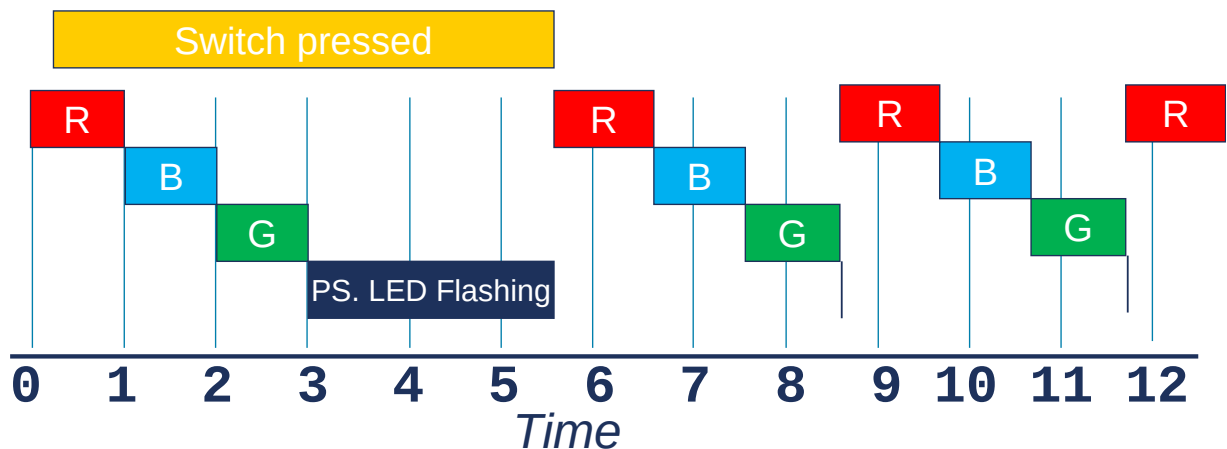 Switch pressed
R R R R
B B B
G G G
PS. LED Flashing
0 1 2 3 4 5 6 7 8 9 10 11 12
Time